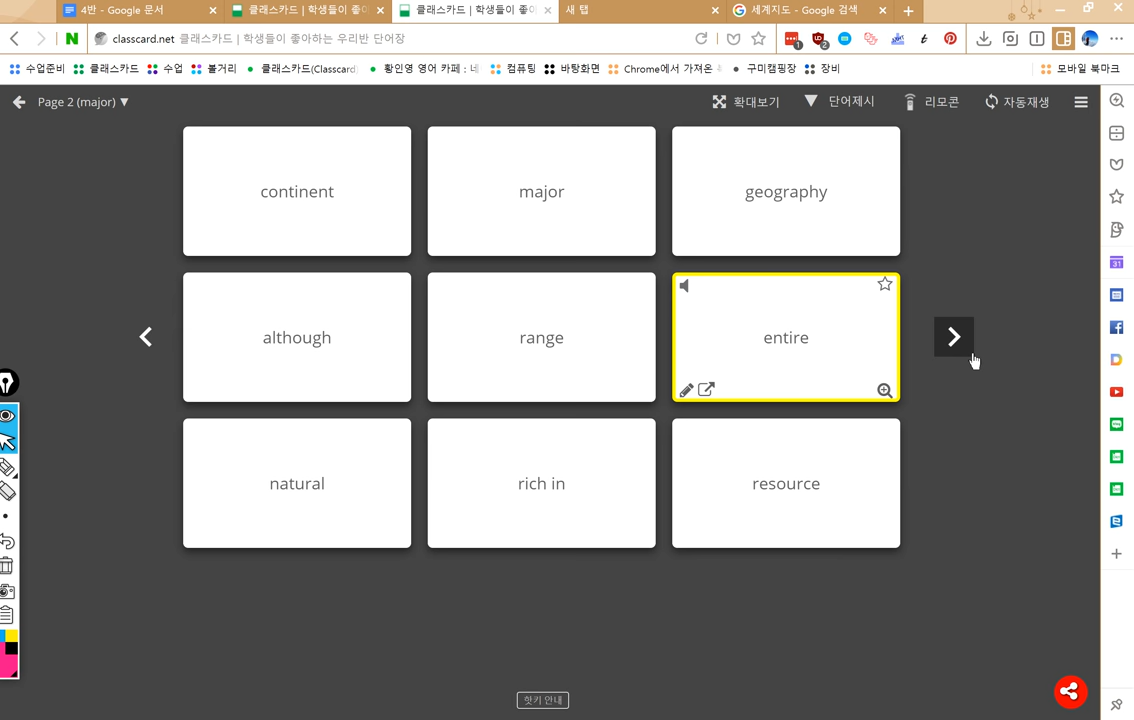 4반 - Google 문서
클래스카드 | 학생들이 좋아
클래스카드 | 학생들이 좋아
새 탭
세계지도 - Google 검색
classcard.net 클래스카드 | 학생들이 좋아하는 우리반 단어장
수업준비 클래스카드 수업 볼거리 클래스카드(Classcard 황인영 영어 카페 : 네 컴퓨팅 바탕화면 Chrome에서 가져온 구미캠핑장 장비 모바일 북마크
Page 2 (major) ▼ 확대보기 단어제시 리모콘 자동재생
continent major geography
although range entire
natural rich in resource
핫키 안내